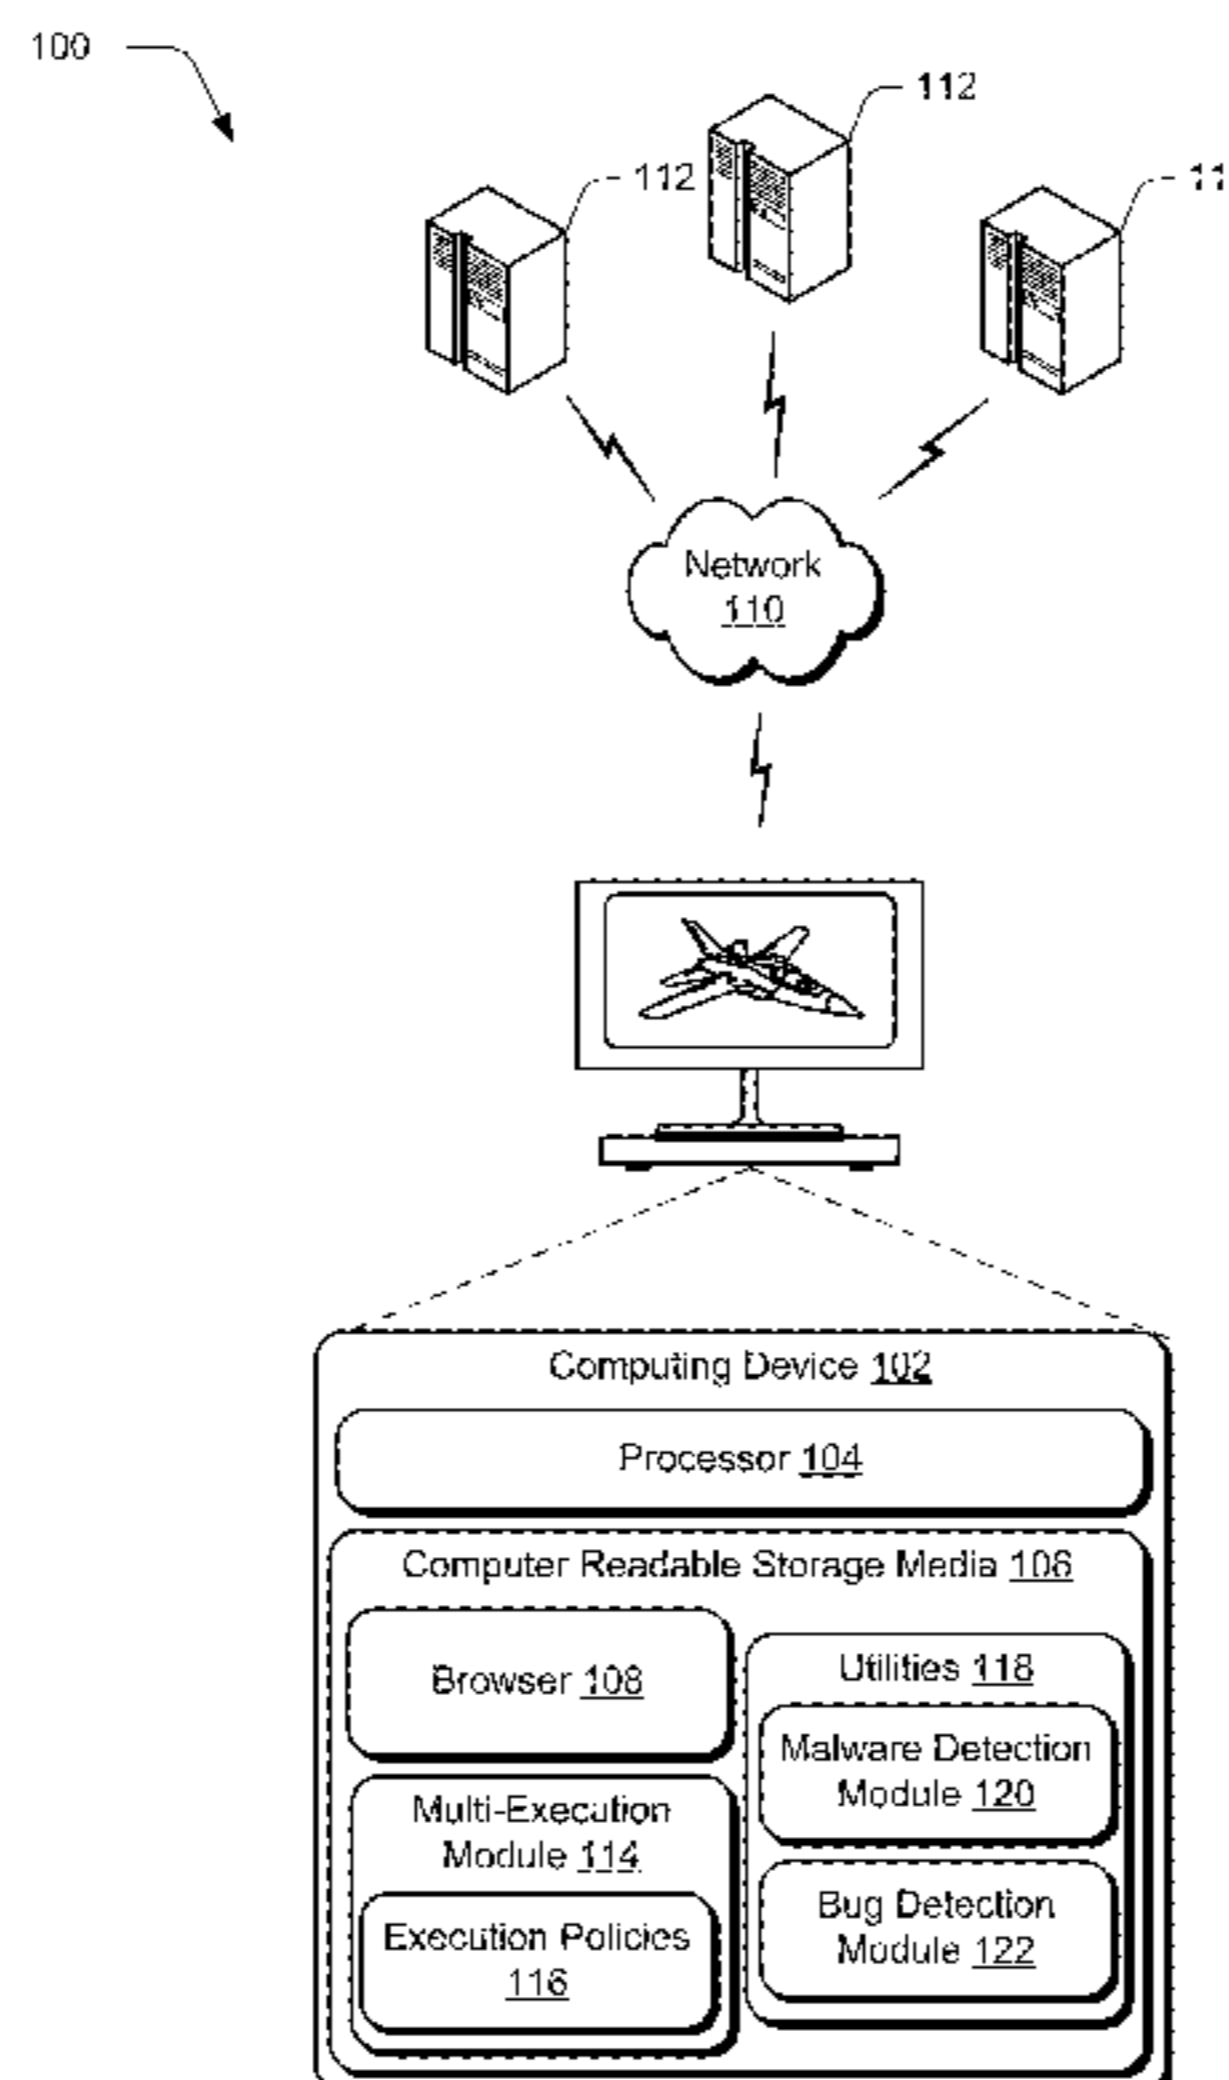 100
112
112
11
Network
110
Computing Device 102
Processor 104
Computer Readable Storage Media 106
Browser 108
Utilities 118
Malware Detection
Module 120
Multi-Execution
Module 114
Execution Policies
116
Bug Detection
Module 122